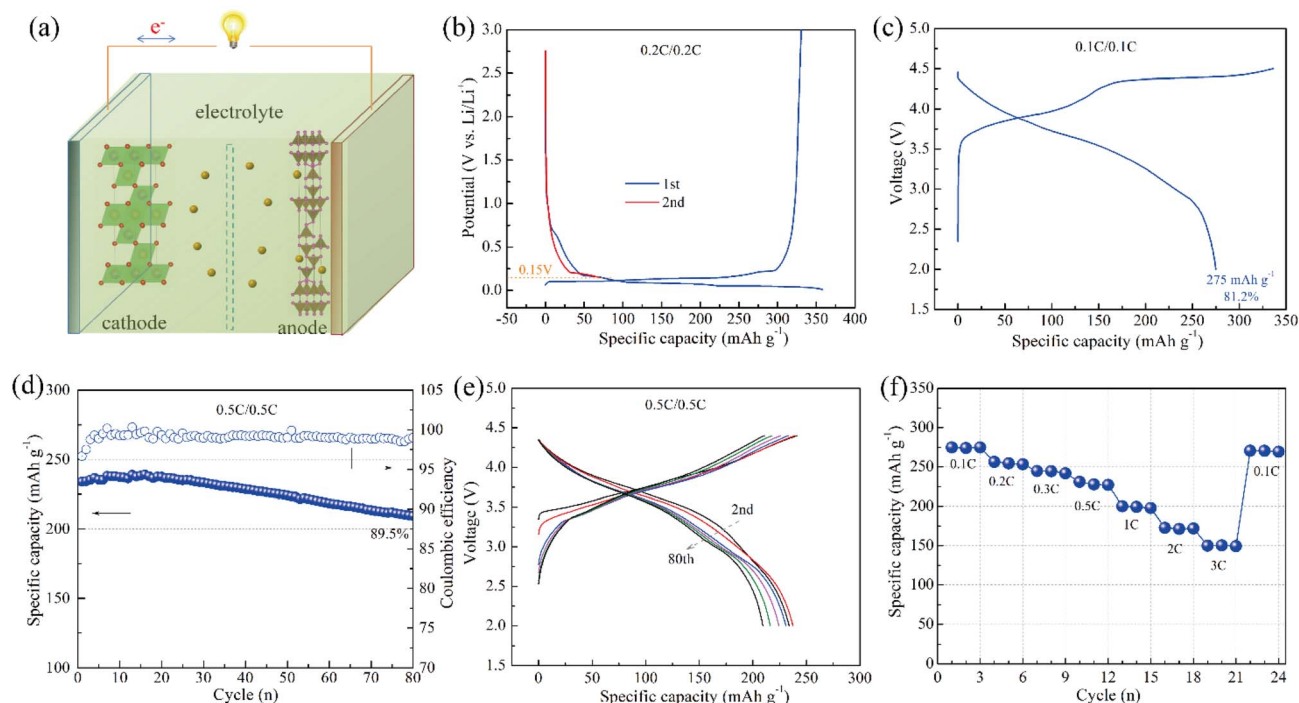 (a)
e-
electrolyte
cathode
anode
(b)
0.2C/0.2C
Potential (V vs. Li/Li⁺)
3.0
2.5
2.0
1.5
1.0
0.5
0.0
1st
2nd
0.15V
-50 0 50 100 150 200 250 300 350 400
Specific capacity (mAh g⁻¹)
(c)
0.1C/0.1C
Voltage (V)
5.0
4.5
4.0
3.5
3.0
2.5
2.0
1.5
275 mAh g⁻¹
81.2%
0 50 100 150 200 250 300 350
Specific capacity (mAh g⁻¹)
(d)
0.5C/0.5C
Specific capacity (mAh g⁻¹)
300
250
200
150
100
89.5%
105
100
95
90
85
80
75
70
Coulombic efficiency
0 10 20 30 40 50 60 70 80
Cycle (n)
(e)
0.5C/0.5C
Voltage (V)
5.0
4.5
4.0
3.5
3.0
2.5
2.0
1.5
2nd
80th
0 50 100 150 200 250 300
Specific capacity (mAh g⁻¹)
(f)
Specific capacity (mAh g⁻¹)
350
300
250
200
150
100
50
0
0.1C
0.2C
0.3C
0.5C
1C
2C
3C
0.1C
0 3 6 9 12 15 18 21 24
Cycle (n)